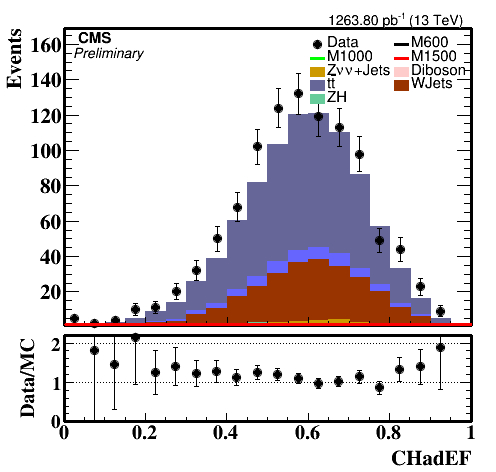 1263.80 pb⁻¹ (13 TeV)
CMS
Preliminary
Data
M600
M1000
M1500
Zνν+Jets
Diboson
tt
WJets
ZH
Events
160
140
120
100
80
60
40
20
Data/MC
2
1
0
0 0.2 0.4 0.6 0.8 1
CHadEF